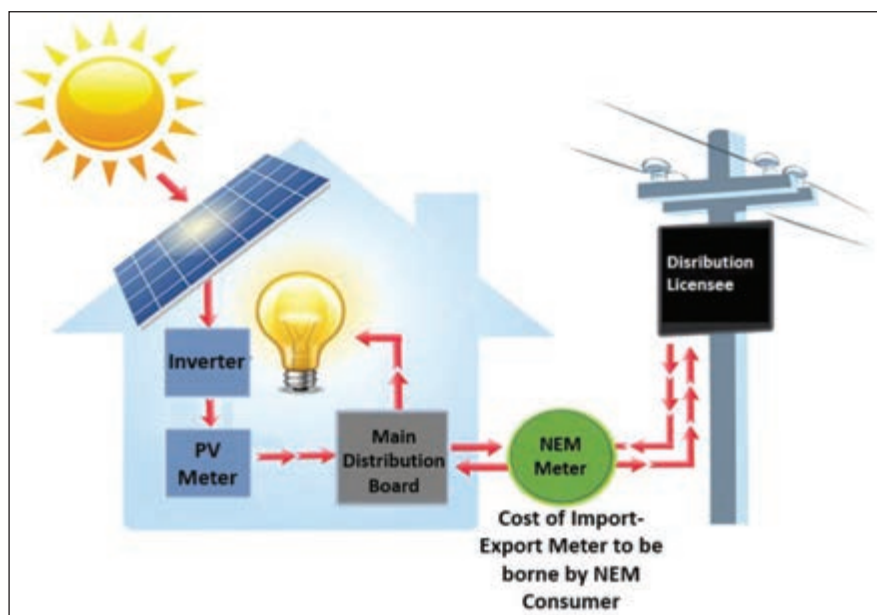 Inverter
PV
Meter
Main
Distribution
Board
NEM
Meter
Cost of Import-
Export Meter to be
borne by NEM
Consumer
Disribution
Licensee